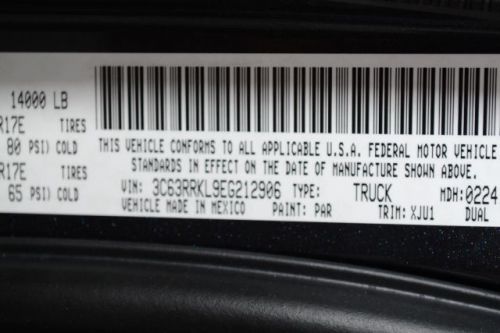 14000 LB
R17E TIRES
80 PSI) COLD
R17E TIRES
65 PSI) COLD
THIS VEHICLE CONFORMS TO ALL APPLICABLE U.S.A. FEDERAL MOTOR VEHICLE
STANDARDS IN EFFECT ON THE DATE OF MANUFACTURE SHOWN ABOVE.
VIN: 3C63RRKL9EG212906 TYPE: TRUCK MDH:0224
VEHICLE MADE IN MEXICO PAINT: PAR TRIM: XJU1 DUAL